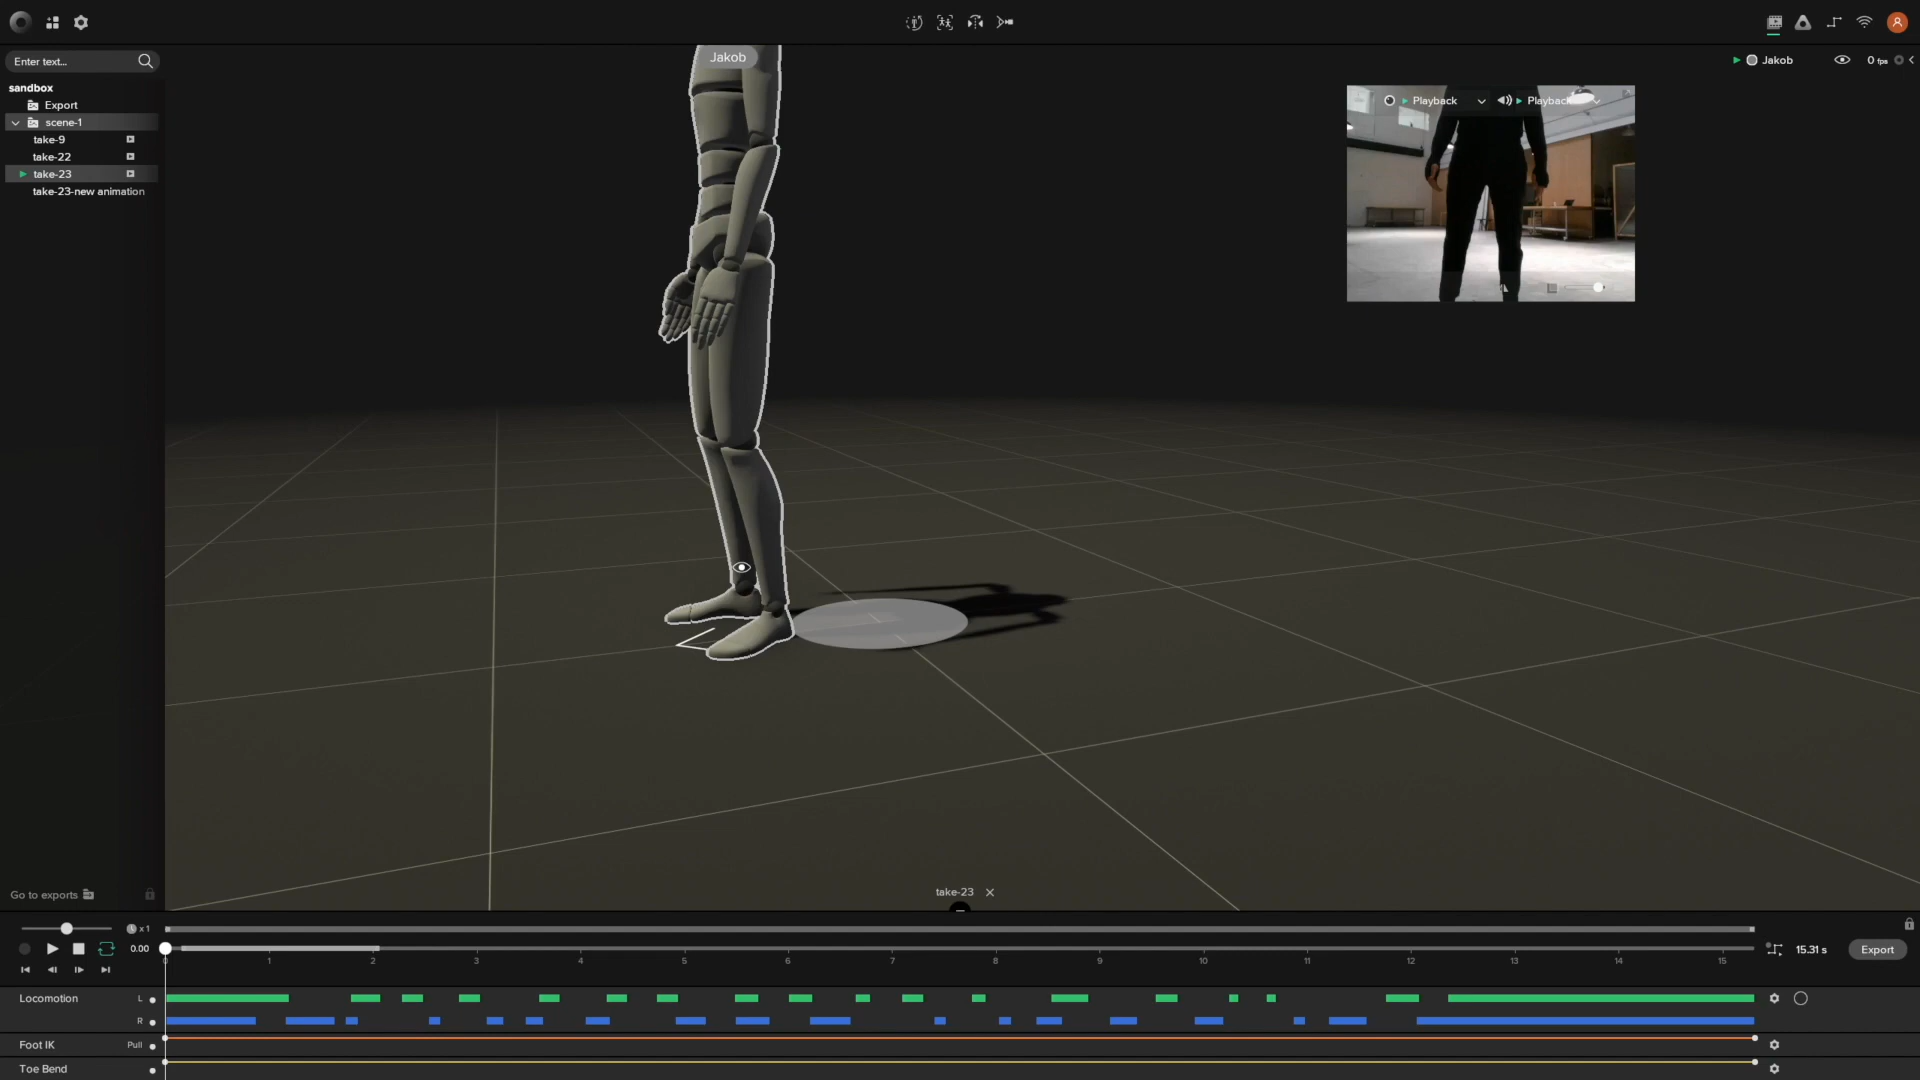 Jakob
Jakob
0 fps
Enter text...
sandbox
Export
scene-1
take-9
take-22
take-23
take-23-new animation
Playback
Playback
Go to exports
take-23
x 1
0.00
0 1 2 3 4 5 6 7 8 9 10 11 12 13 14 15
15.31 s
Export
Locomotion L
R
Foot IK Pull
Toe Bend